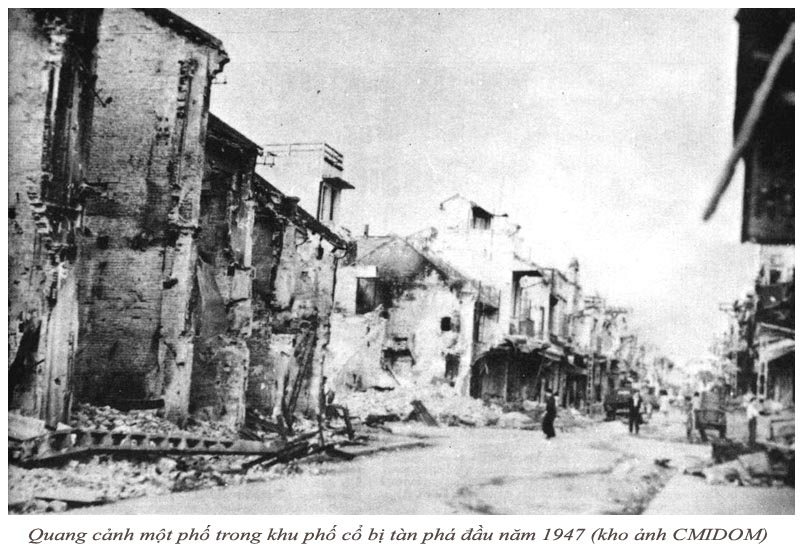 Quang cảnh một phố trong khu phố cổ bị tàn phá đầu năm 1947 (kho ảnh CMIDOM)